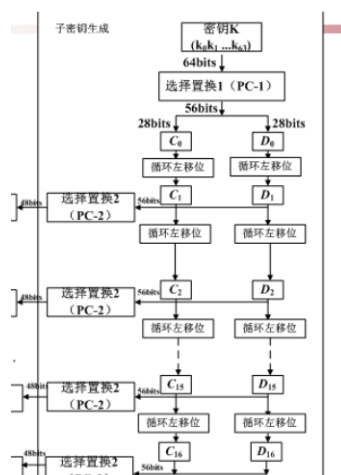 子密钥生成
密钥K
(k₀k₁ ...k₆₃)
64bits
选择置换1（PC-1）
56bits
28bits 28bits
C₀ D₀
循环左移位 循环左移位
48bits 选择置换2 56bits C₁ D₁
（PC-2）
循环左移位 循环左移位
48bits 选择置换2 56bits C₂ D₂
（PC-2）
循环左移位 循环左移位
48bits 选择置换2 56bits C₁₅ D₁₅
（PC-2）
循环左移位 循环左移位
C₁₆ D₁₆
48bits 选择置换2 56bits